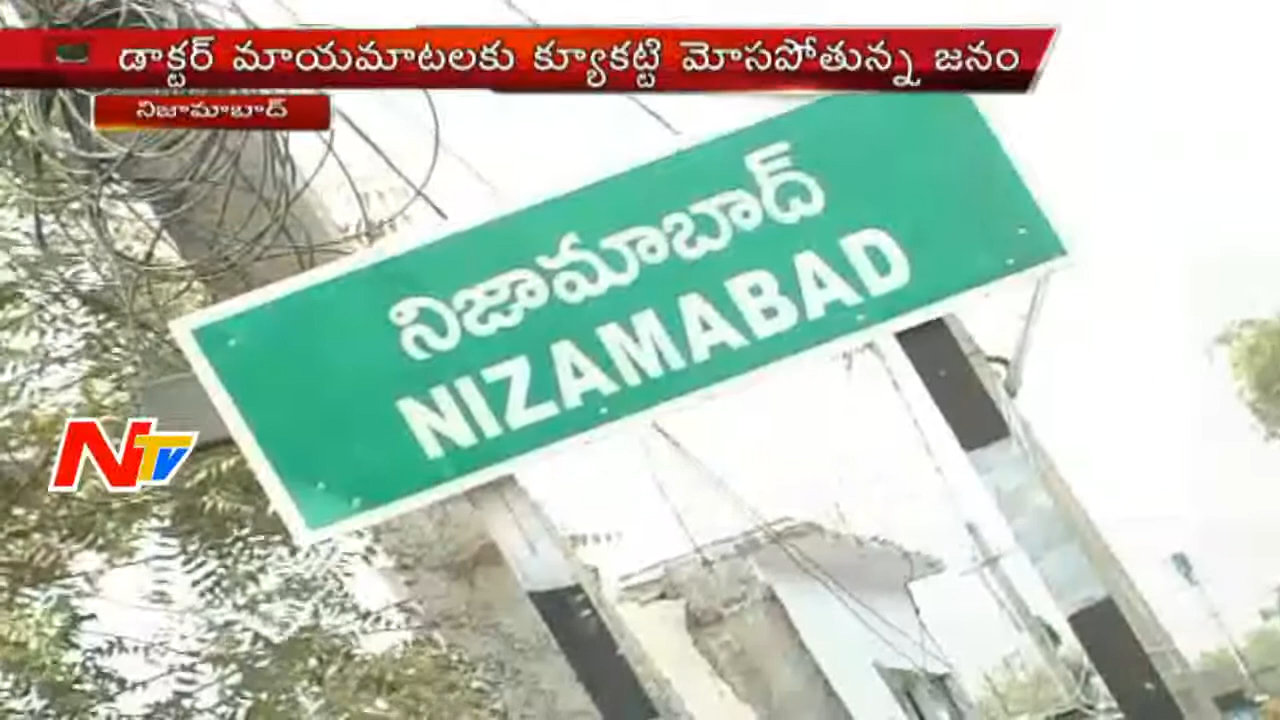 డాక్టర్ మాయమాటలకు క్యూకట్టి మోసపోతున్న జనం
నిజామాబాద్
నిజామాబాద్
NIZAMABAD
NTV